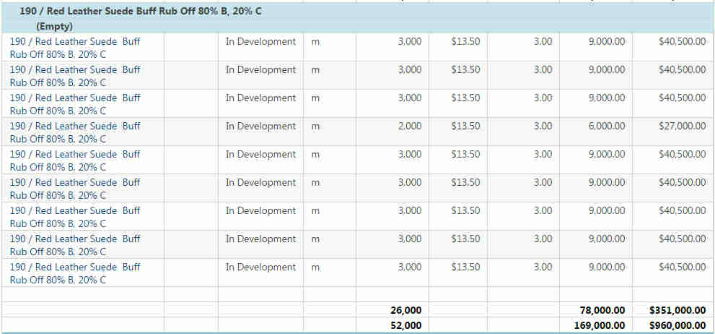 190 / Red Leather Suede Buff Rub Off 80% B, 20% C
(Empty)
190 / Red Leather Suede Buff In Development m 3,000 $13.50 3.00 9,000.00 $40,500.00
Rub Off 80% B, 20% C
190 / Red Leather Suede Buff In Development m 3,000 $13.50 3.00 9,000.00 $40,500.00
Rub Off 80% B, 20% C
190 / Red Leather Suede Buff In Development m 3,000 $13.50 3.00 9,000.00 $40,500.00
Rub Off 80% B, 20% C
190 / Red Leather Suede Buff In Development m 2,000 $13.50 3.00 6,000.00 $27,000.00
Rub Off 80% B, 20% C
190 / Red Leather Suede Buff In Development m 3,000 $13.50 3.00 9,000.00 $40,500.00
Rub Off 80% B, 20% C
190 / Red Leather Suede Buff In Development m 3,000 $13.50 3.00 9,000.00 $40,500.00
Rub Off 80% B, 20% C
190 / Red Leather Suede Buff In Development m 3,000 $13.50 3.00 9,000.00 $40,500.00
Rub Off 80% B, 20% C
190 / Red Leather Suede Buff In Development m 3,000 $13.50 3.00 9,000.00 $40,500.00
Rub Off 80% B, 20% C
190 / Red Leather Suede Buff In Development m 3,000 $13.50 3.00 9,000.00 $40,500.00
Rub Off 80% B, 20% C
26,000 78,000.00 $351,000.00
52,000 169,000.00 $960,000.00